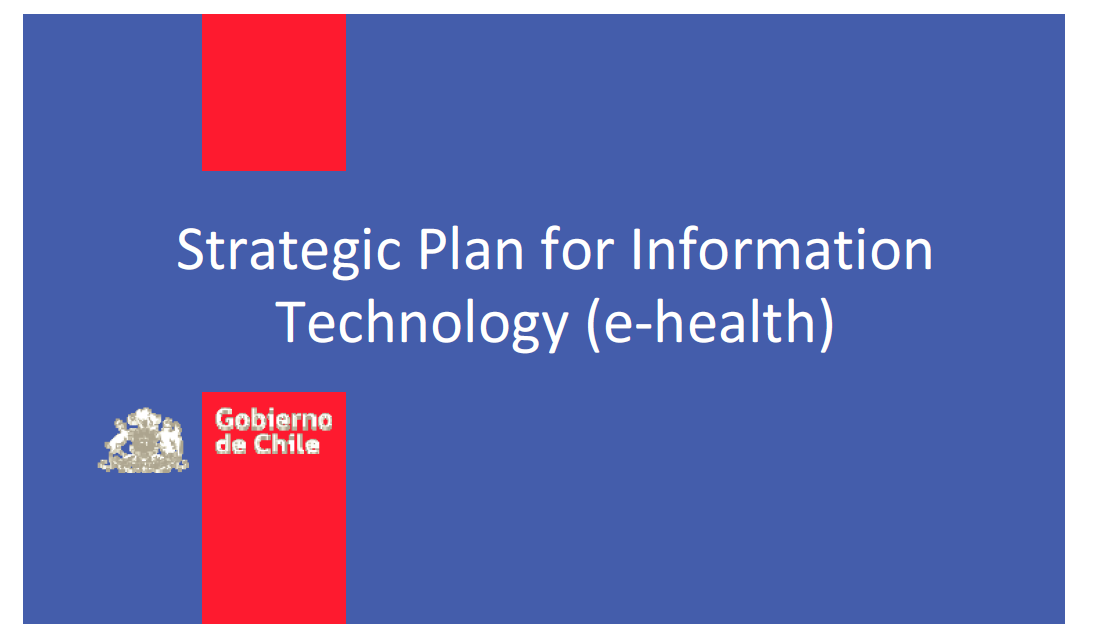 Strategic Plan for Information
Technology (e-health)
Gobierno
de Chile